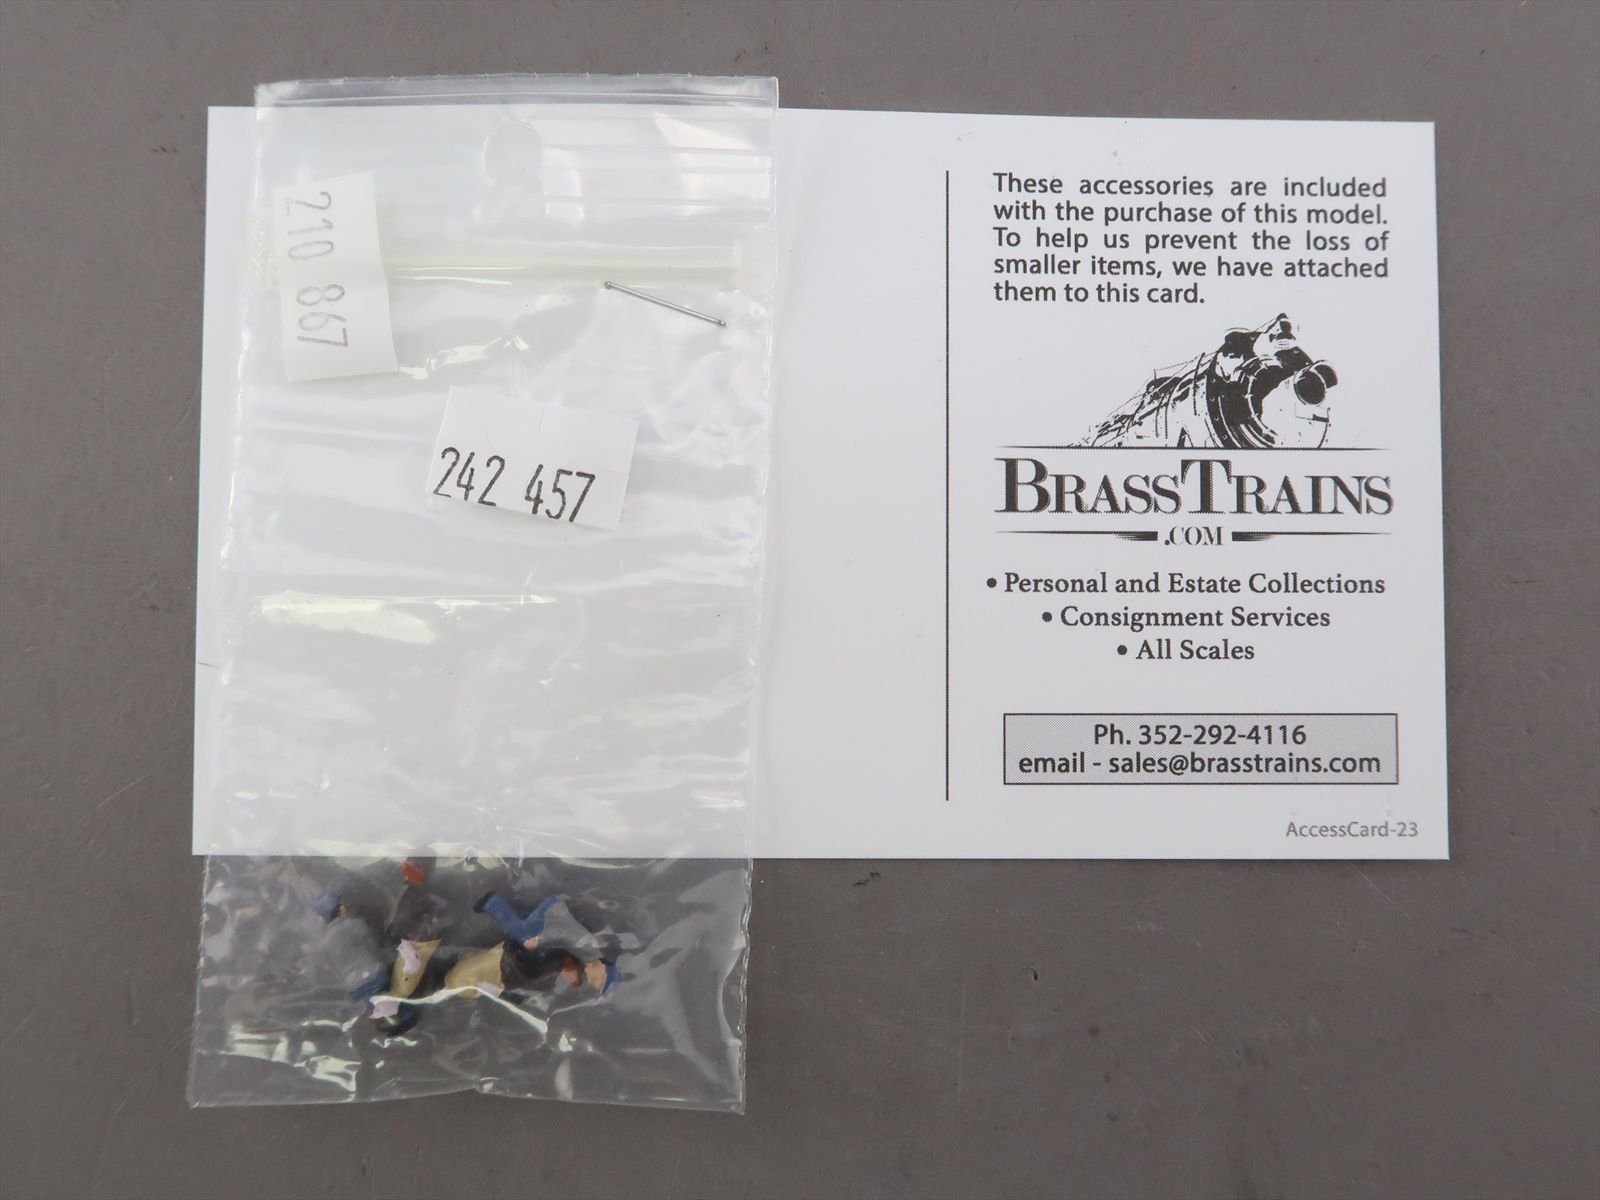 210 867
242 457
These accessories are included
with the purchase of this model.
To help us prevent the loss of
smaller items, we have attached
them to this card.
BRASSTRAINS
.COM
• Personal and Estate Collections
• Consignment Services
• All Scales
Ph. 352-292-4116
email - sales@brasstrains.com
AccessCard-23